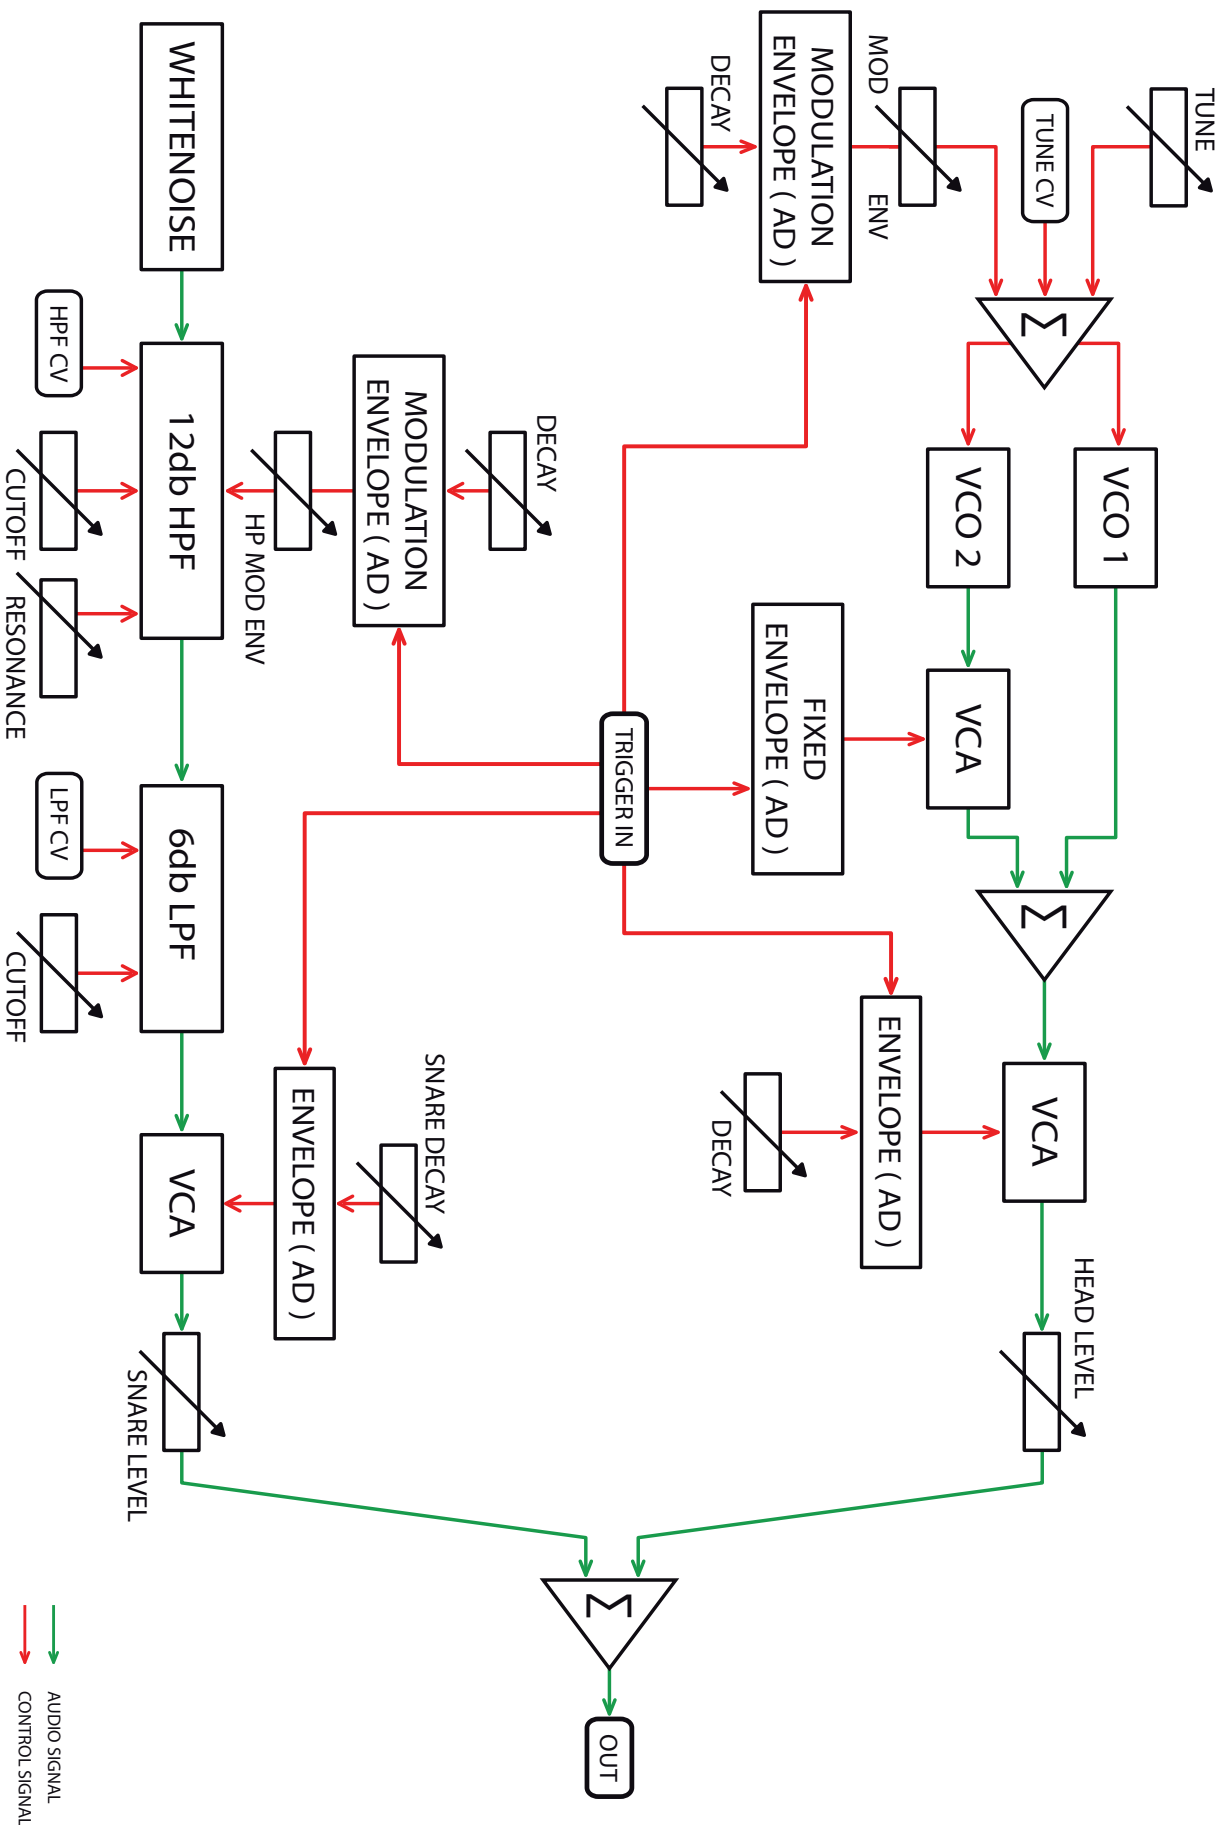 TUNE
TUNE CV
MOD ENV
MODULATION
ENVELOPE ( AD )
DECAY
Σ
VCO 1
VCO 2
VCA
FIXED
ENVELOPE ( AD )
TRIGGER IN
Σ
VCA
ENVELOPE ( AD )
DECAY
HEAD LEVEL
DECAY
MODULATION
ENVELOPE ( AD )
HP MOD ENV
SNARE DECAY
ENVELOPE ( AD )
WHITENOISE
12db HPF
6db LPF
VCA
SNARE LEVEL
HPF CV
CUTOFF
RESONANCE
LPF CV
CUTOFF
Σ
OUT
AUDIO SIGNAL
CONTROL SIGNAL